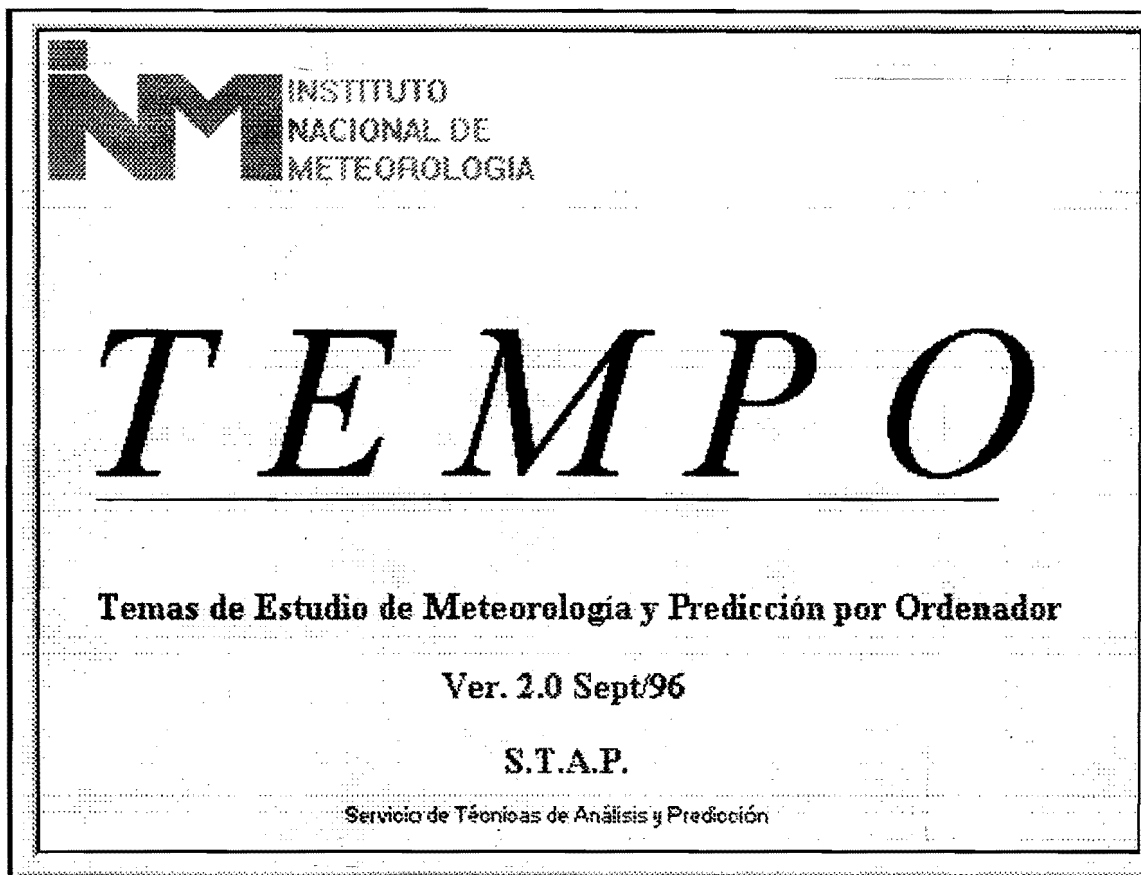 INM
INSTITUTO
NACIONAL DE
METEOROLOGIA
TEMPO
Temas de Estudio de Meteorología y Predicción por Ordenador
Ver. 2.0 Sept/96
S.T.A.P.
Servicio de Técnicas de Análisis y Predicción